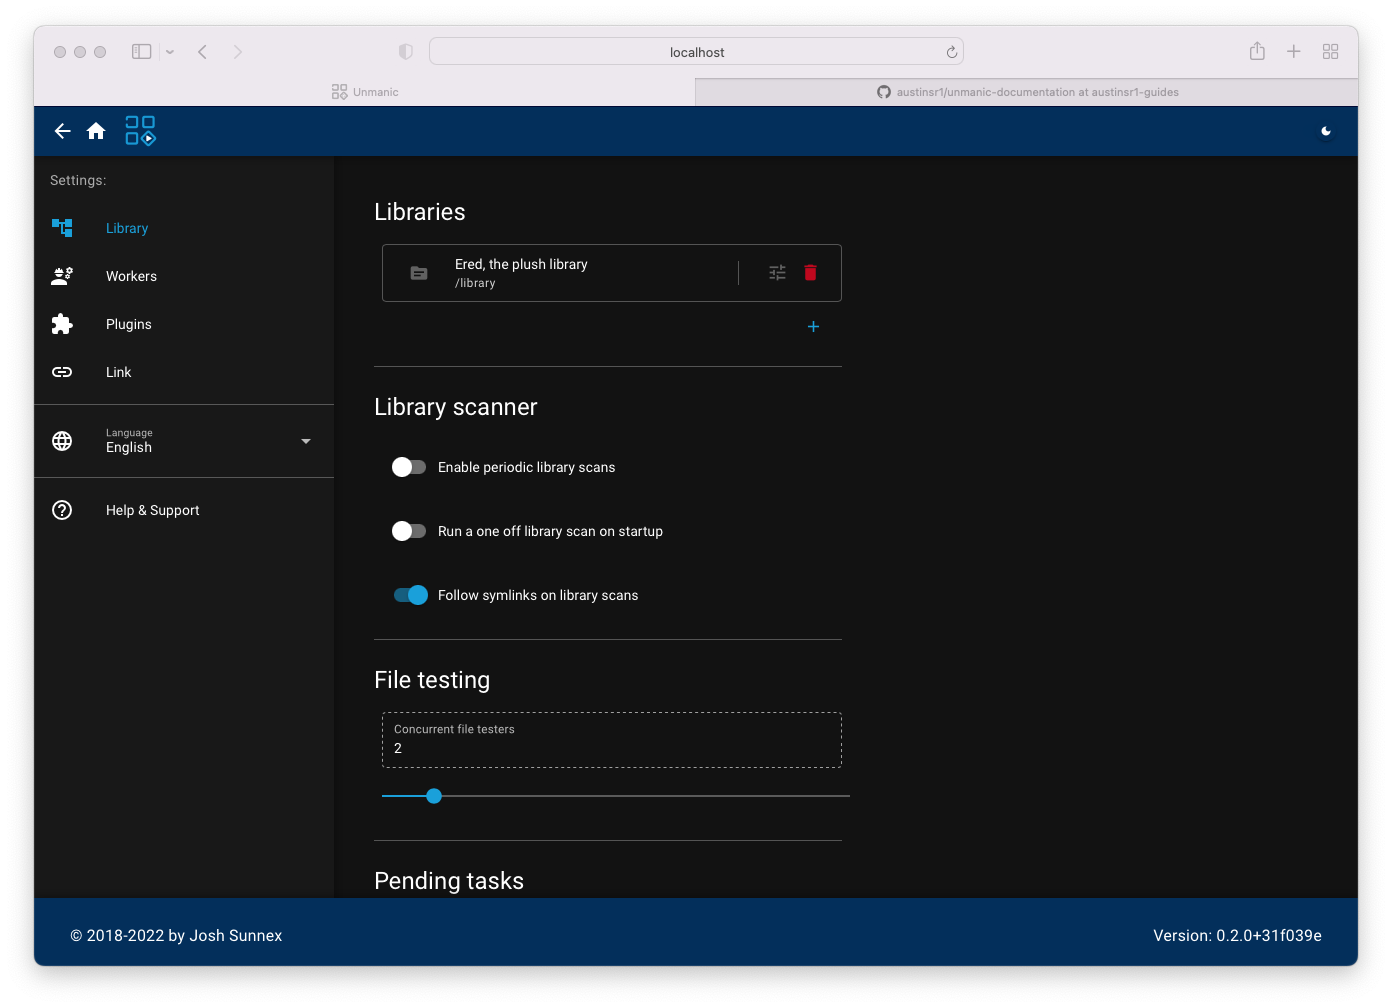 localhost
Unmanic
austinsr1/unmanic-documentation at austinsr1-guides
Settings:
Library
Workers
Plugins
Link
Language
English
Help & Support
Libraries
Ered, the plush library
/library
Library scanner
Enable periodic library scans
Run a one off library scan on startup
Follow symlinks on library scans
File testing
Concurrent file testers
2
Pending tasks
© 2018-2022 by Josh Sunnex
Version: 0.2.0+31f039e